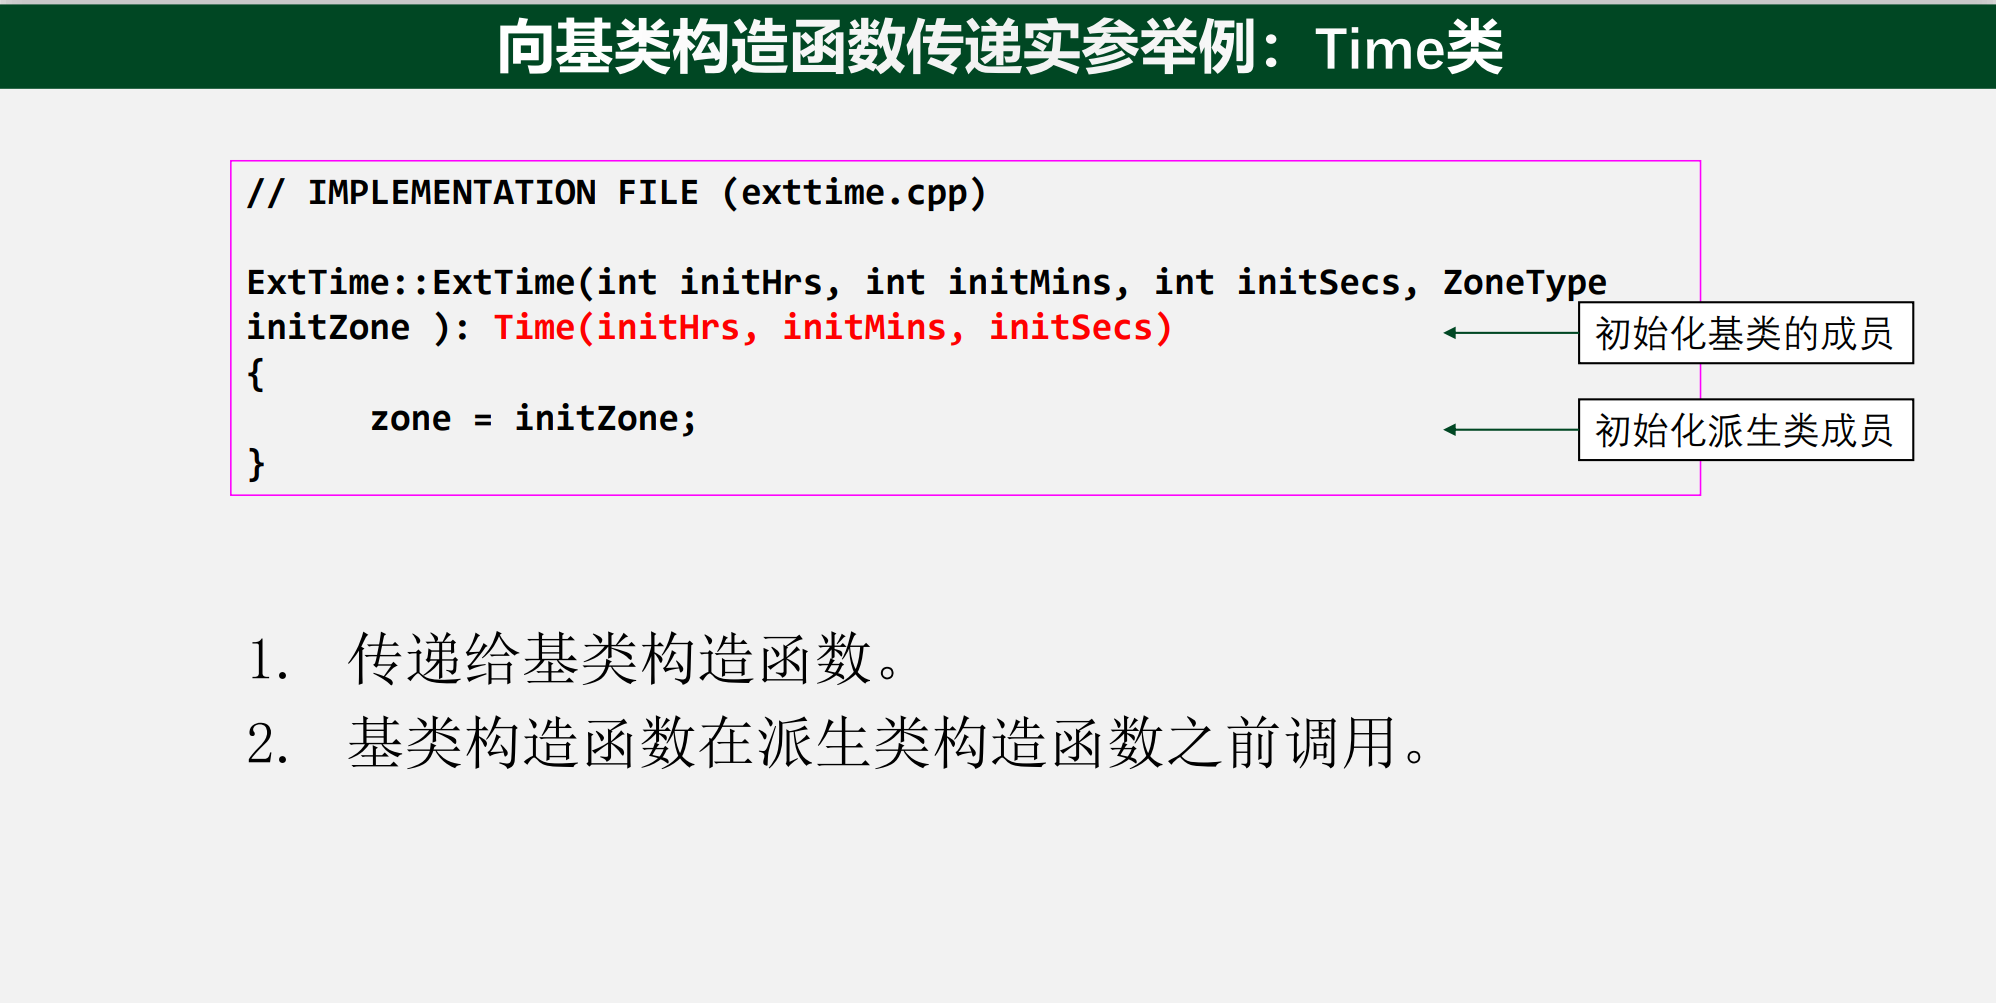 向基类构造函数传递实参举例：Time类
// IMPLEMENTATION FILE (exttime.cpp)
ExtTime::ExtTime(int initHrs, int initMins, int initSecs, ZoneType
initZone ): Time(initHrs, initMins, initSecs)
初始化基类的成员
{
zone = initZone;
初始化派生类成员
}
1. 传递给基类构造函数。
2. 基类构造函数在派生类构造函数之前调用。